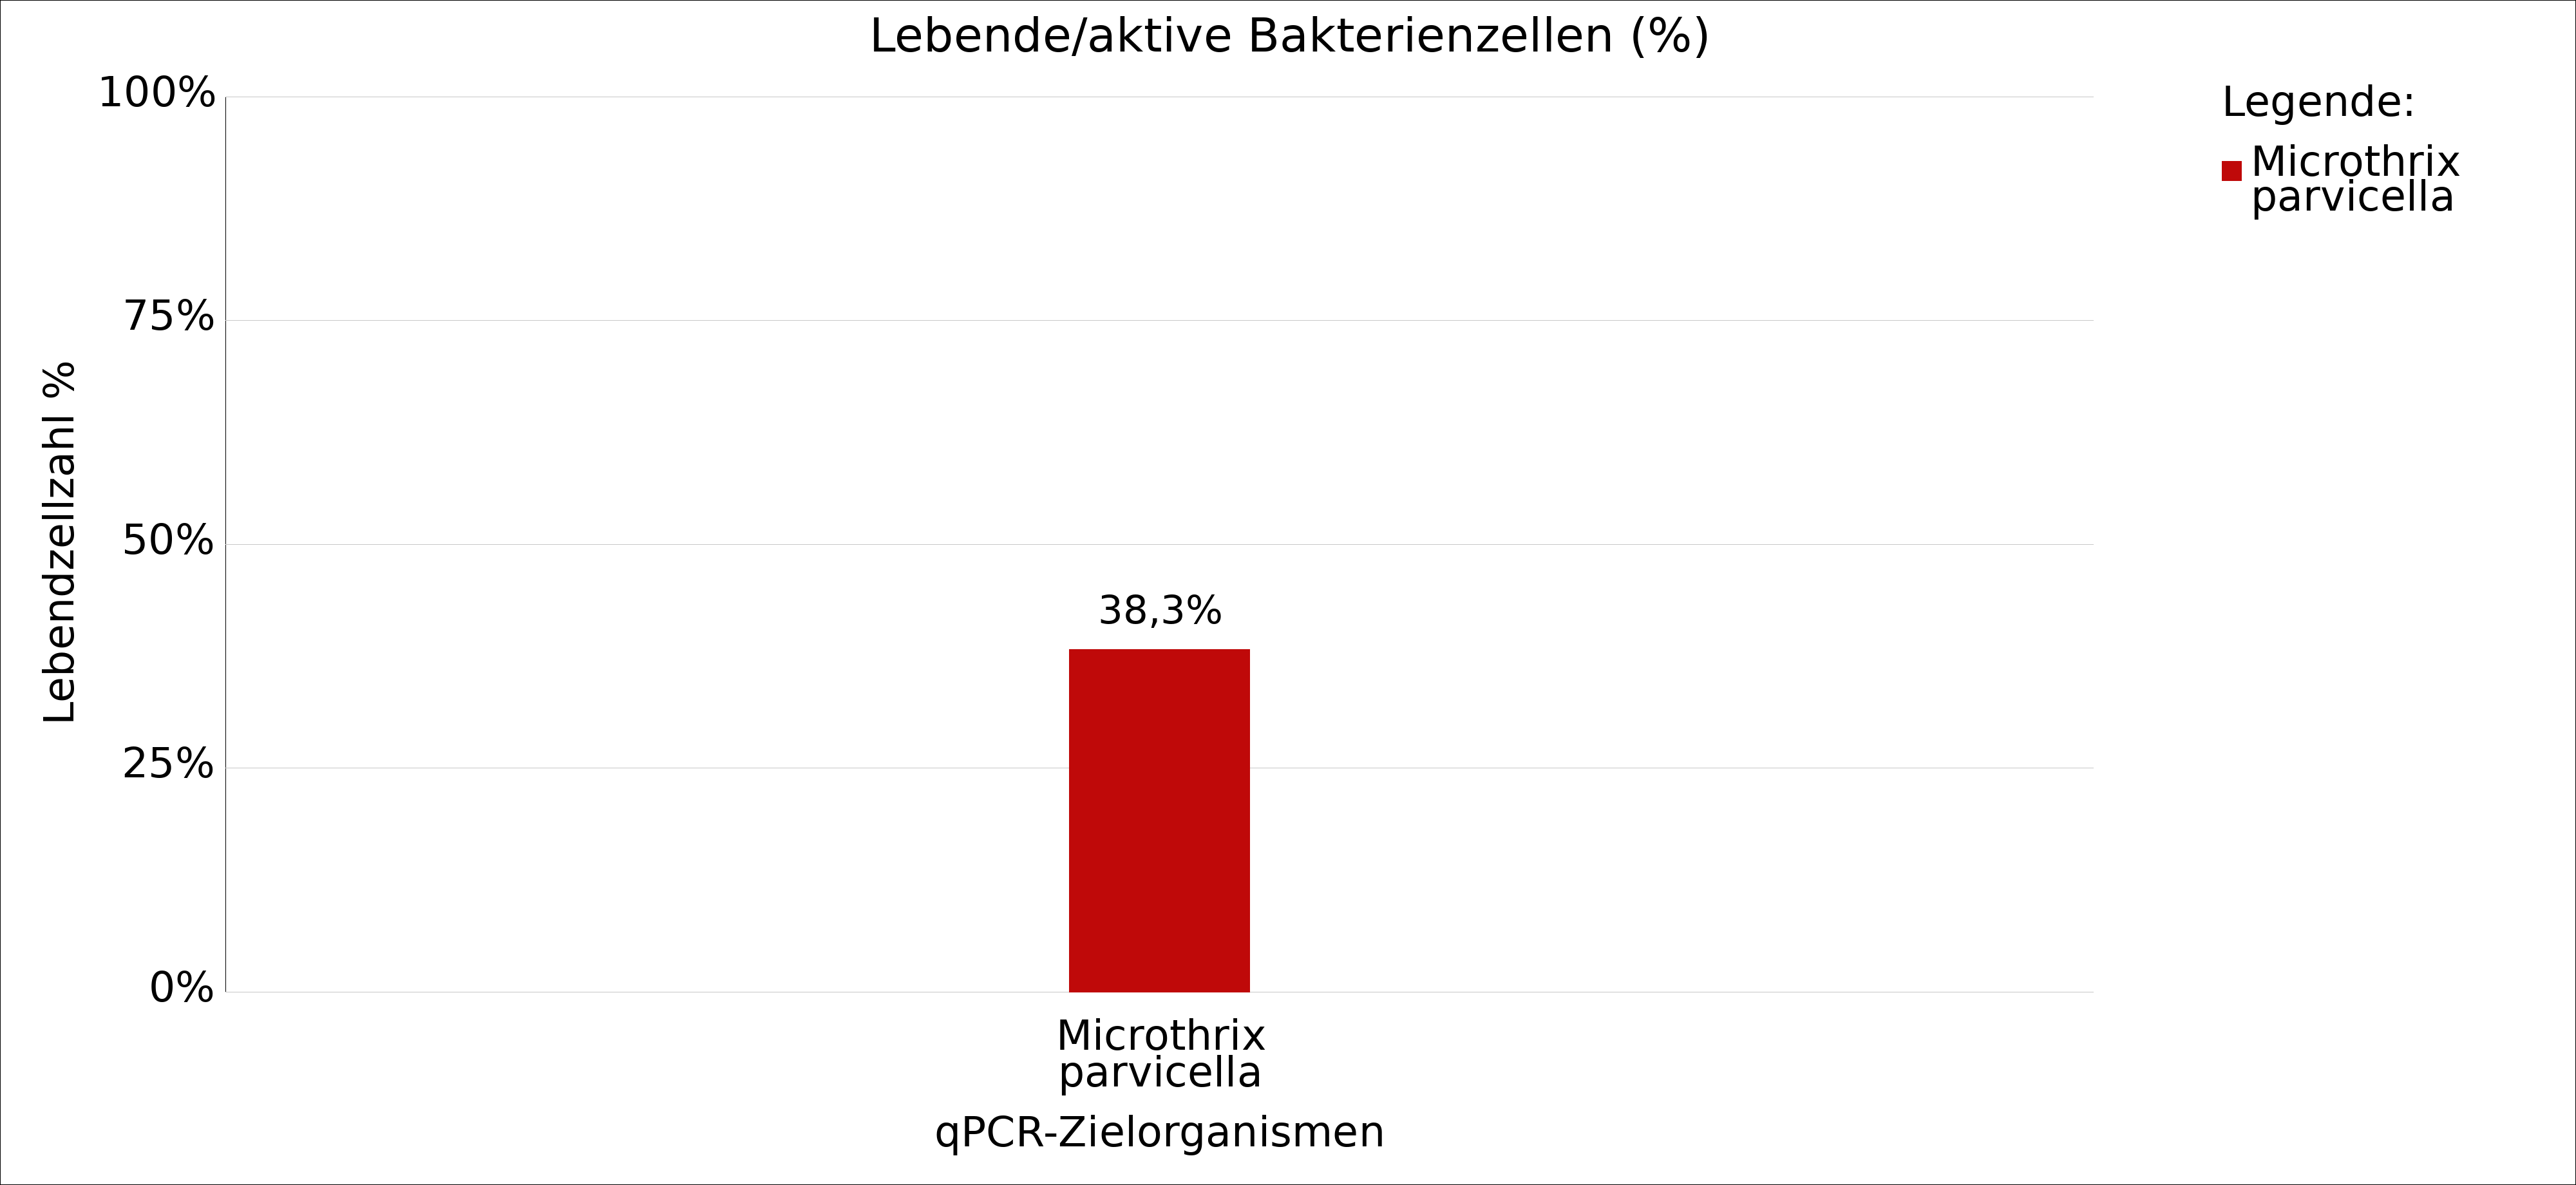 Lebende/aktive Bakterienzellen (%)
100%
75%
50%
25%
0%
Lebendzellzahl %
38,3%
Microthrix
parvicella
qPCR-Zielorganismen
Legende:
Microthrix
parvicella